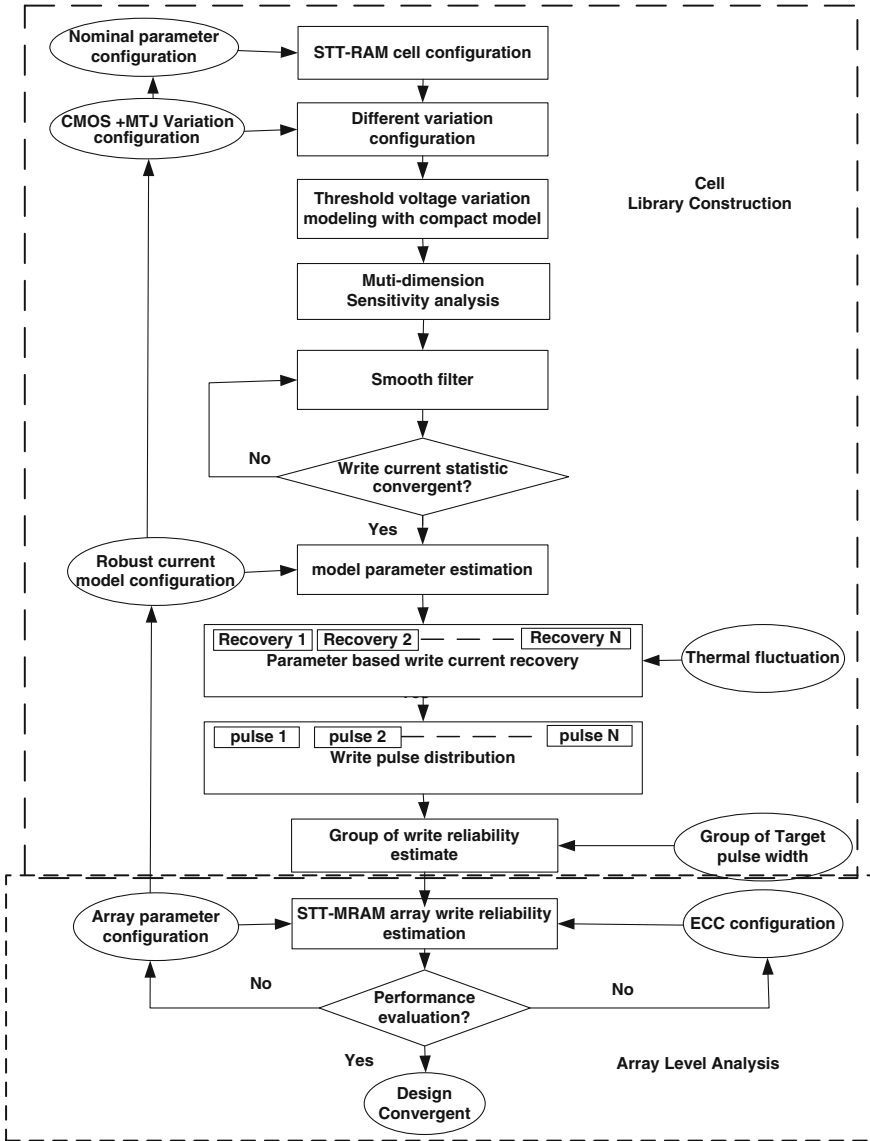 Nominal parameter
configuration
STT-RAM cell configuration
CMOS +MTJ Variation
configuration
Different variation
configuration
Threshold voltage variation
modeling with compact model
Cell
Library Construction
Muti-dimension
Sensitivity analysis
Smooth filter
No
Write current statistic
convergent?
Yes
Robust current
model configuration
model parameter estimation
Recovery 1
Recovery 2
Recovery N
Parameter based write current recovery
Thermal fluctuation
pulse 1
pulse 2
pulse N
Write pulse distribution
Group of write reliability
estimate
Group of Target
pulse width
Array parameter
configuration
STT-MRAM array write reliability
estimation
ECC configuration
No
Performance
evaluation?
No
Yes
Array Level Analysis
Design
Convergent